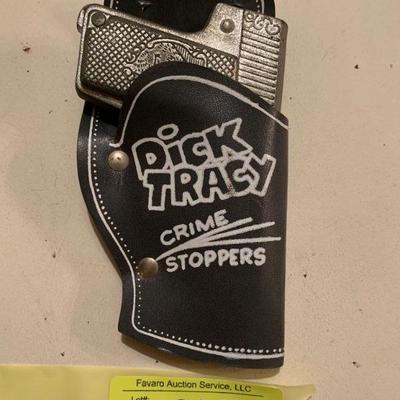 DICK
TRACY
CRIME
STOPPERS
Favaro Auction Service, LLC
Lot#: